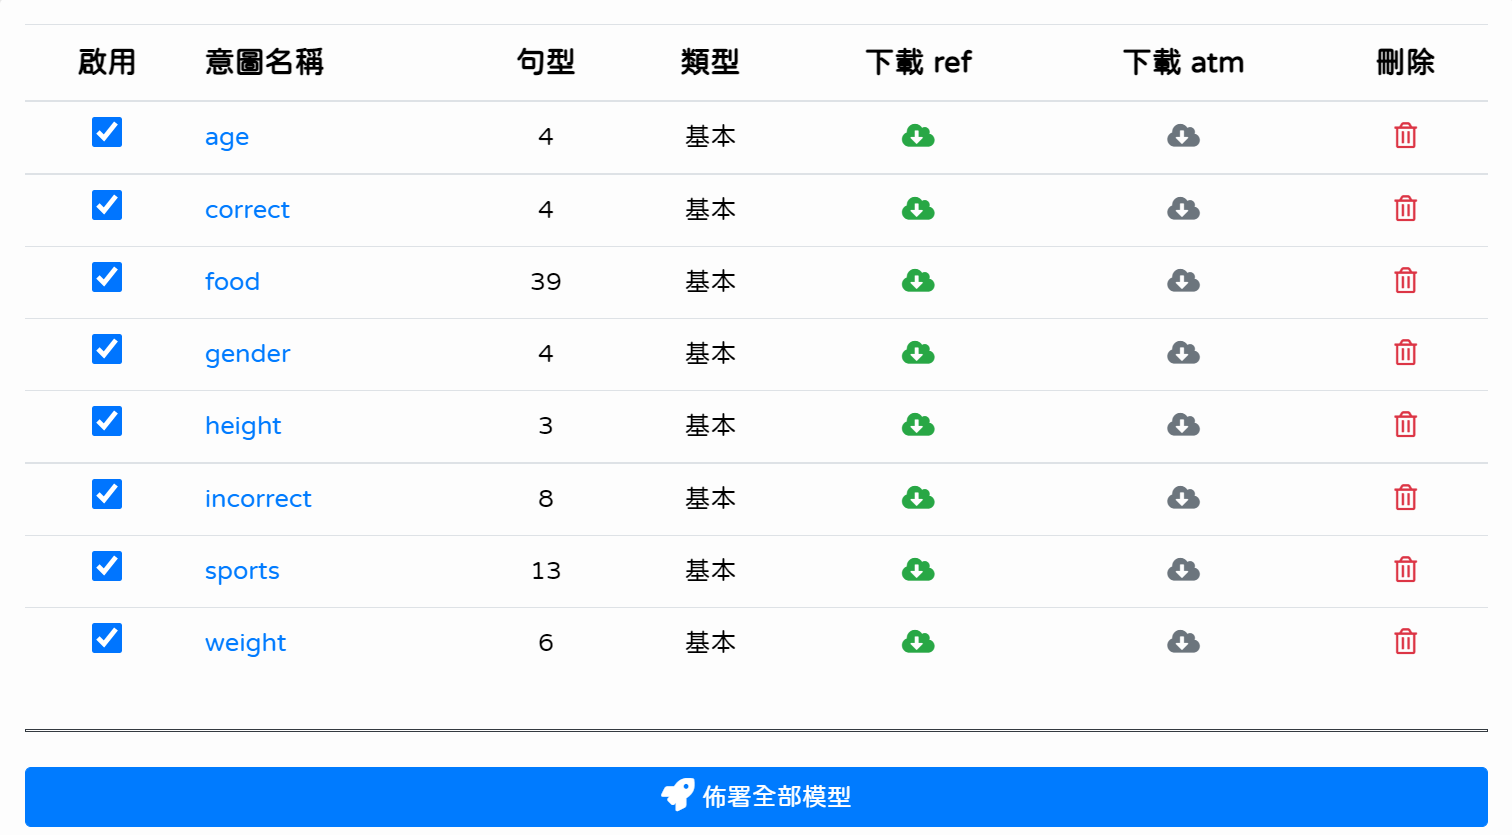 啟用 意圖名稱 句型 類型 下載 ref 下載 atm 刪除
age 4 基本
correct 4 基本
food 39 基本
gender 4 基本
height 3 基本
incorrect 8 基本
sports 13 基本
weight 6 基本
佈署全部模型